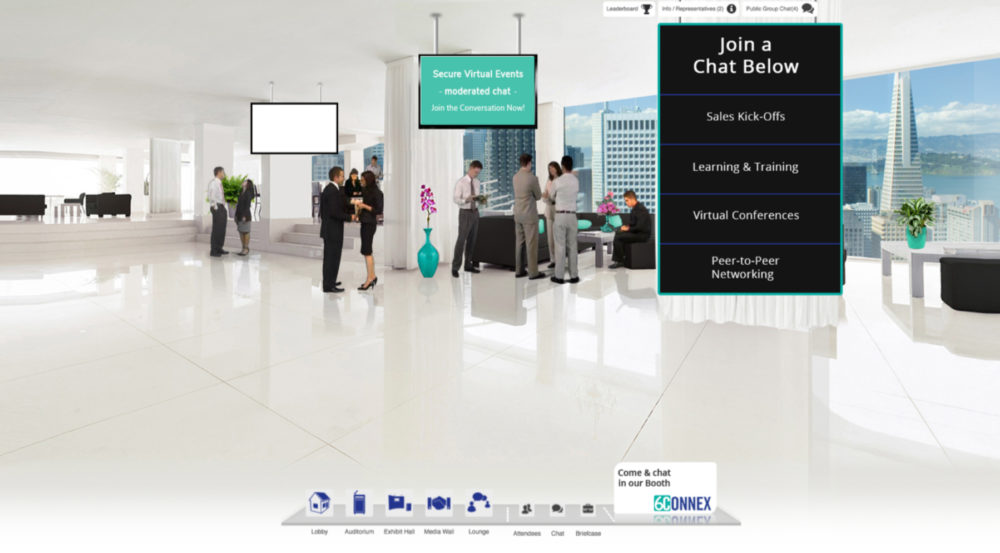 Leaderboard
Info / Representatives (2)
Public Group Chat(4)
Join a
Chat Below
Secure Virtual Events
- moderated chat -
Join the Conversation Now!
Sales Kick-Offs
Learning & Training
Virtual Conferences
Peer-to-Peer
Networking
Come & chat
in our Booth
6CONNEX
Lobby
Auditorium
Exhibit Hall
Media Wall
Lounge
Attendees
Chat
Briefcase